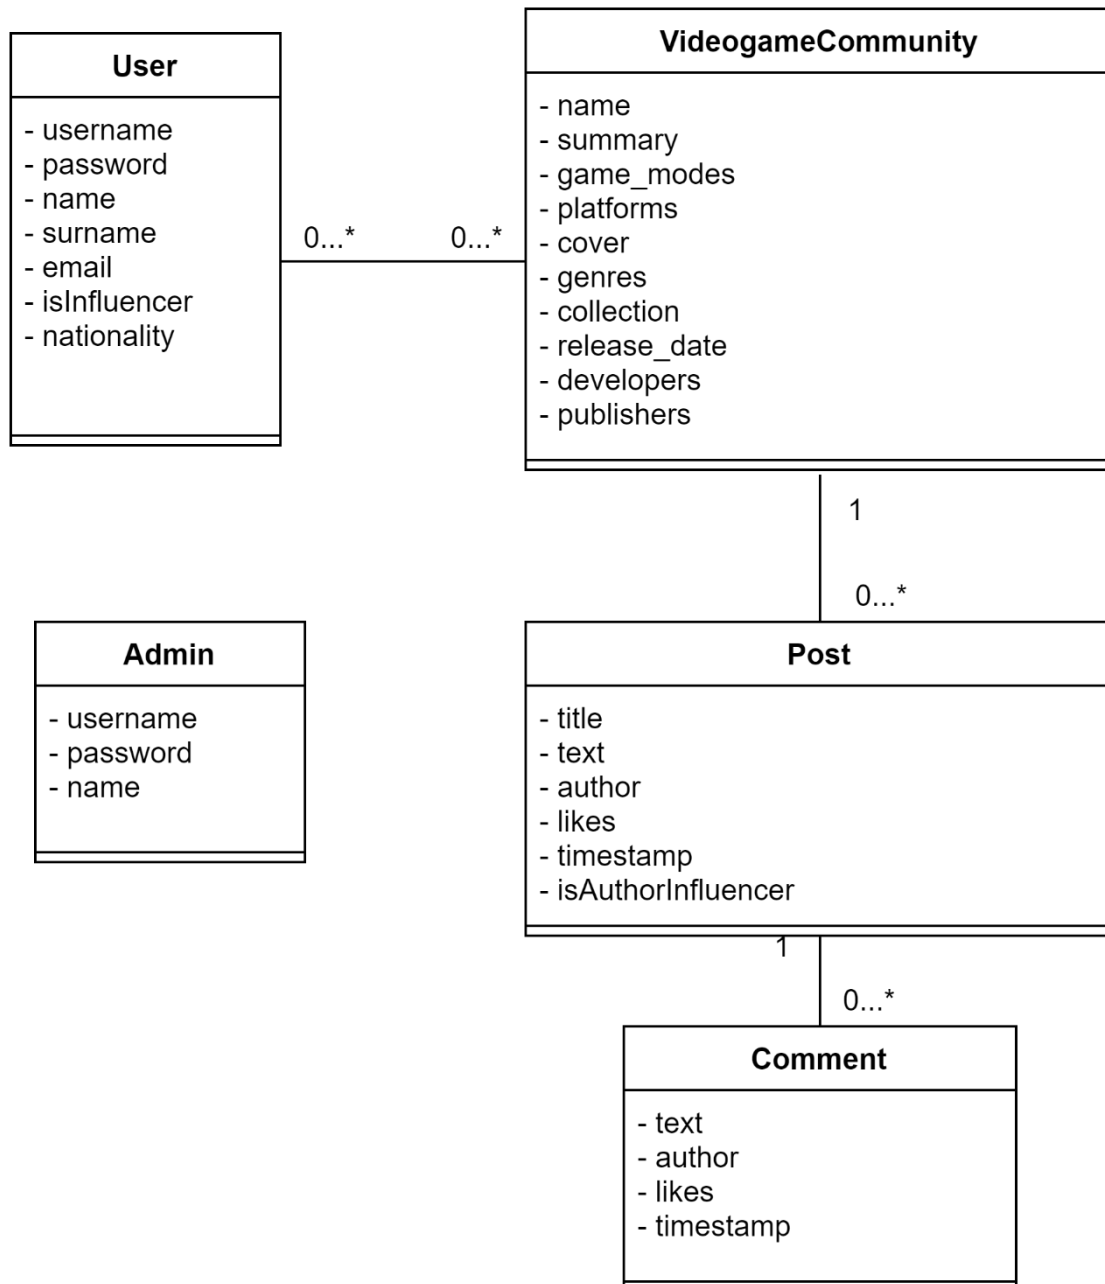 User
- username
- password
- name
- surname
- email
- isInfluencer
- nationality
0...*
0...*
VideogameCommunity
- name
- summary
- game_modes
- platforms
- cover
- genres
- collection
- release_date
- developers
- publishers
1
0...*
Admin
- username
- password
- name
Post
- title
- text
- author
- likes
- timestamp
- isAuthorInfluencer
1
0...*
Comment
- text
- author
- likes
- timestamp